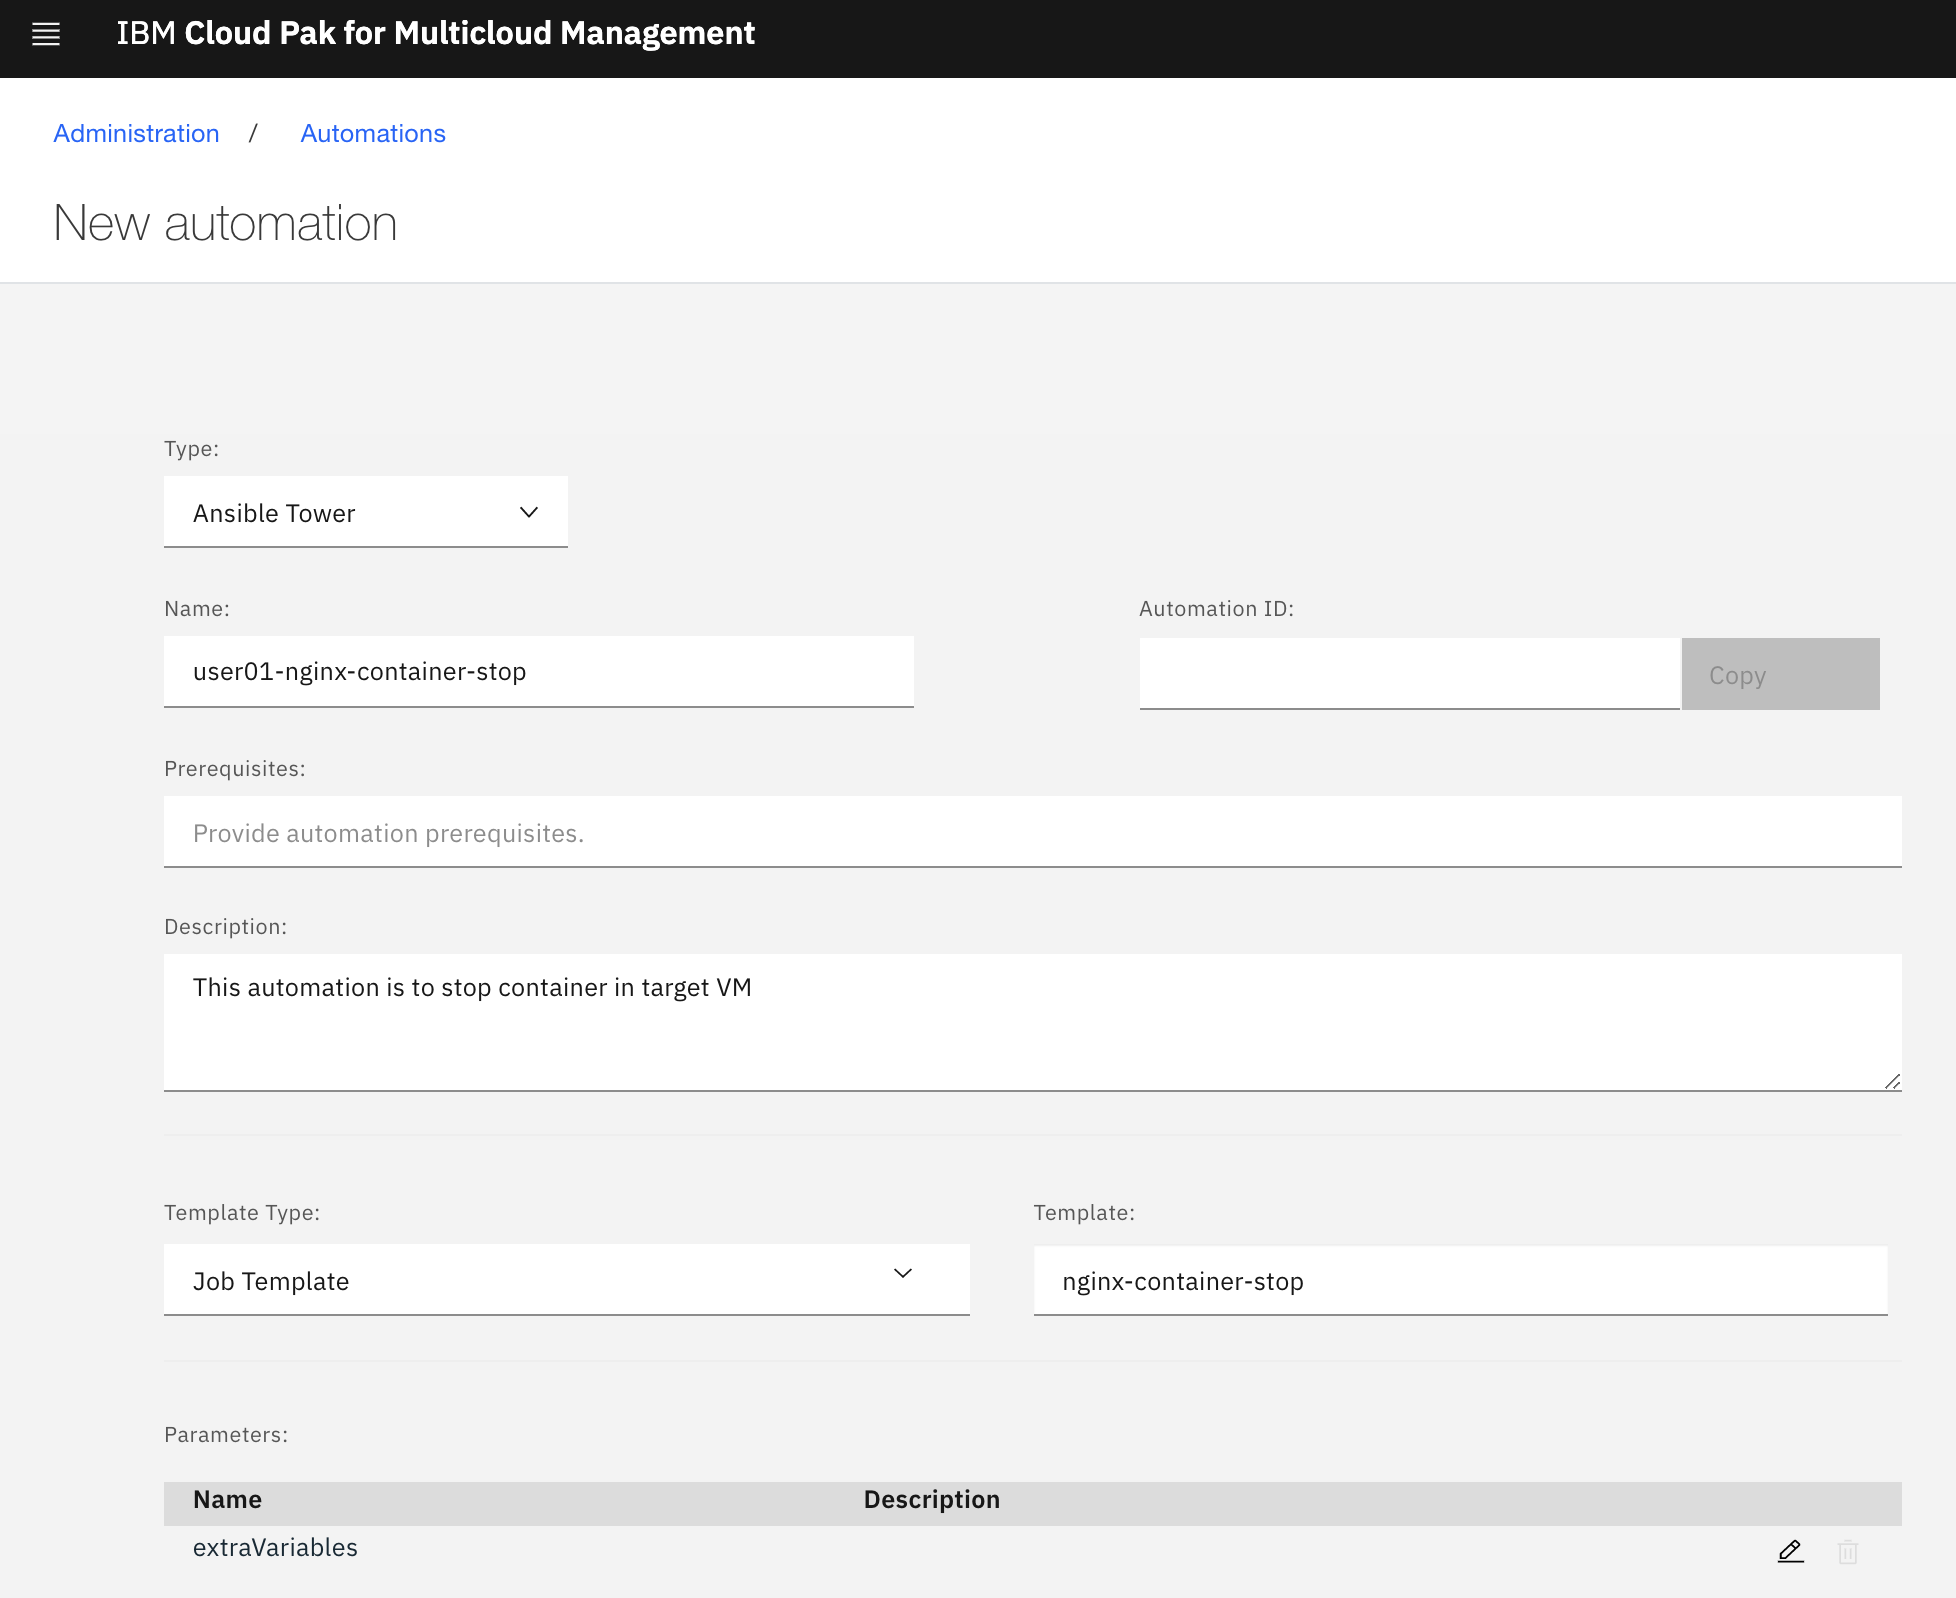 IBM Cloud Pak for Multicloud Management
Administration / Automations
New automation
Type:
Ansible Tower
Name:
Automation ID:
user01-nginx-container-stop
Copy
Prerequisites:
Provide automation prerequisites.
Description:
This automation is to stop container in target VM
Template Type:
Template:
Job Template
nginx-container-stop
Parameters:
Name Description
extraVariables